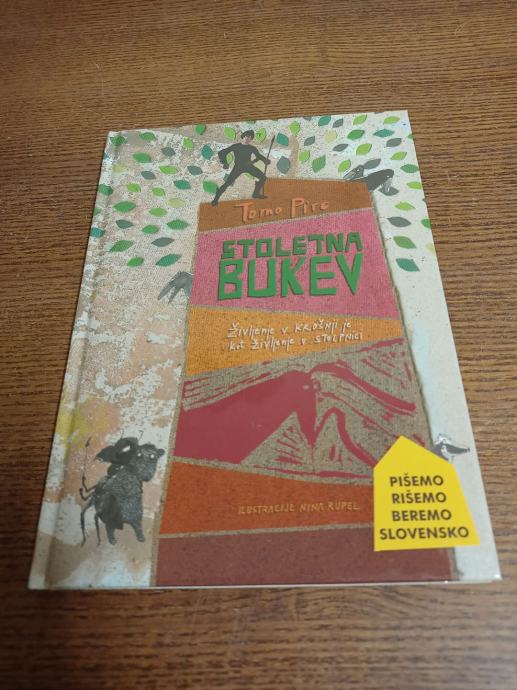 Tomo Pirc
STOLETNA
BUKEV
Življenje v KROŠNJI je
kot življenje v STOLPNICI
ILUSTRACIJE NINA RUPEL
PIŠEMO
RIŠEMO
BEREMO
SLOVENSKO